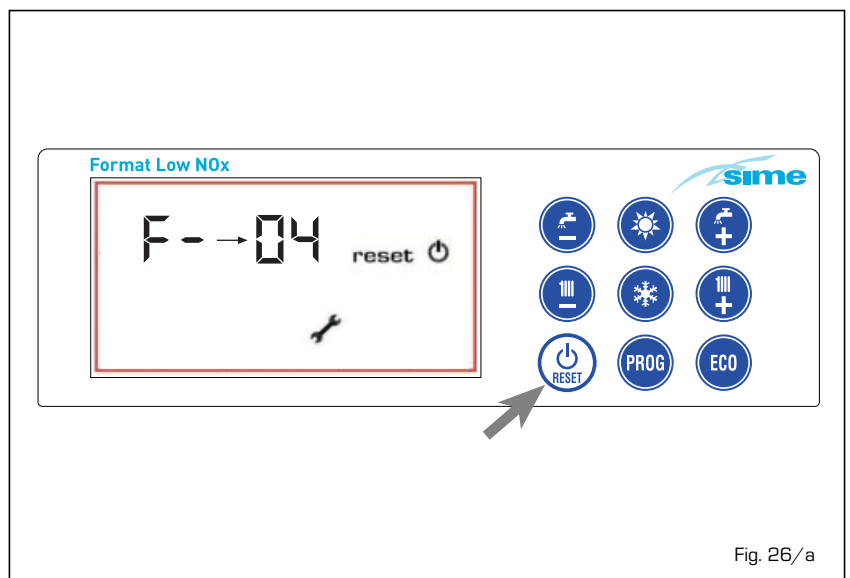 Format Low NOx
sime
F-→04 reset
RESET
PROG
ECO
Fig. 26/a